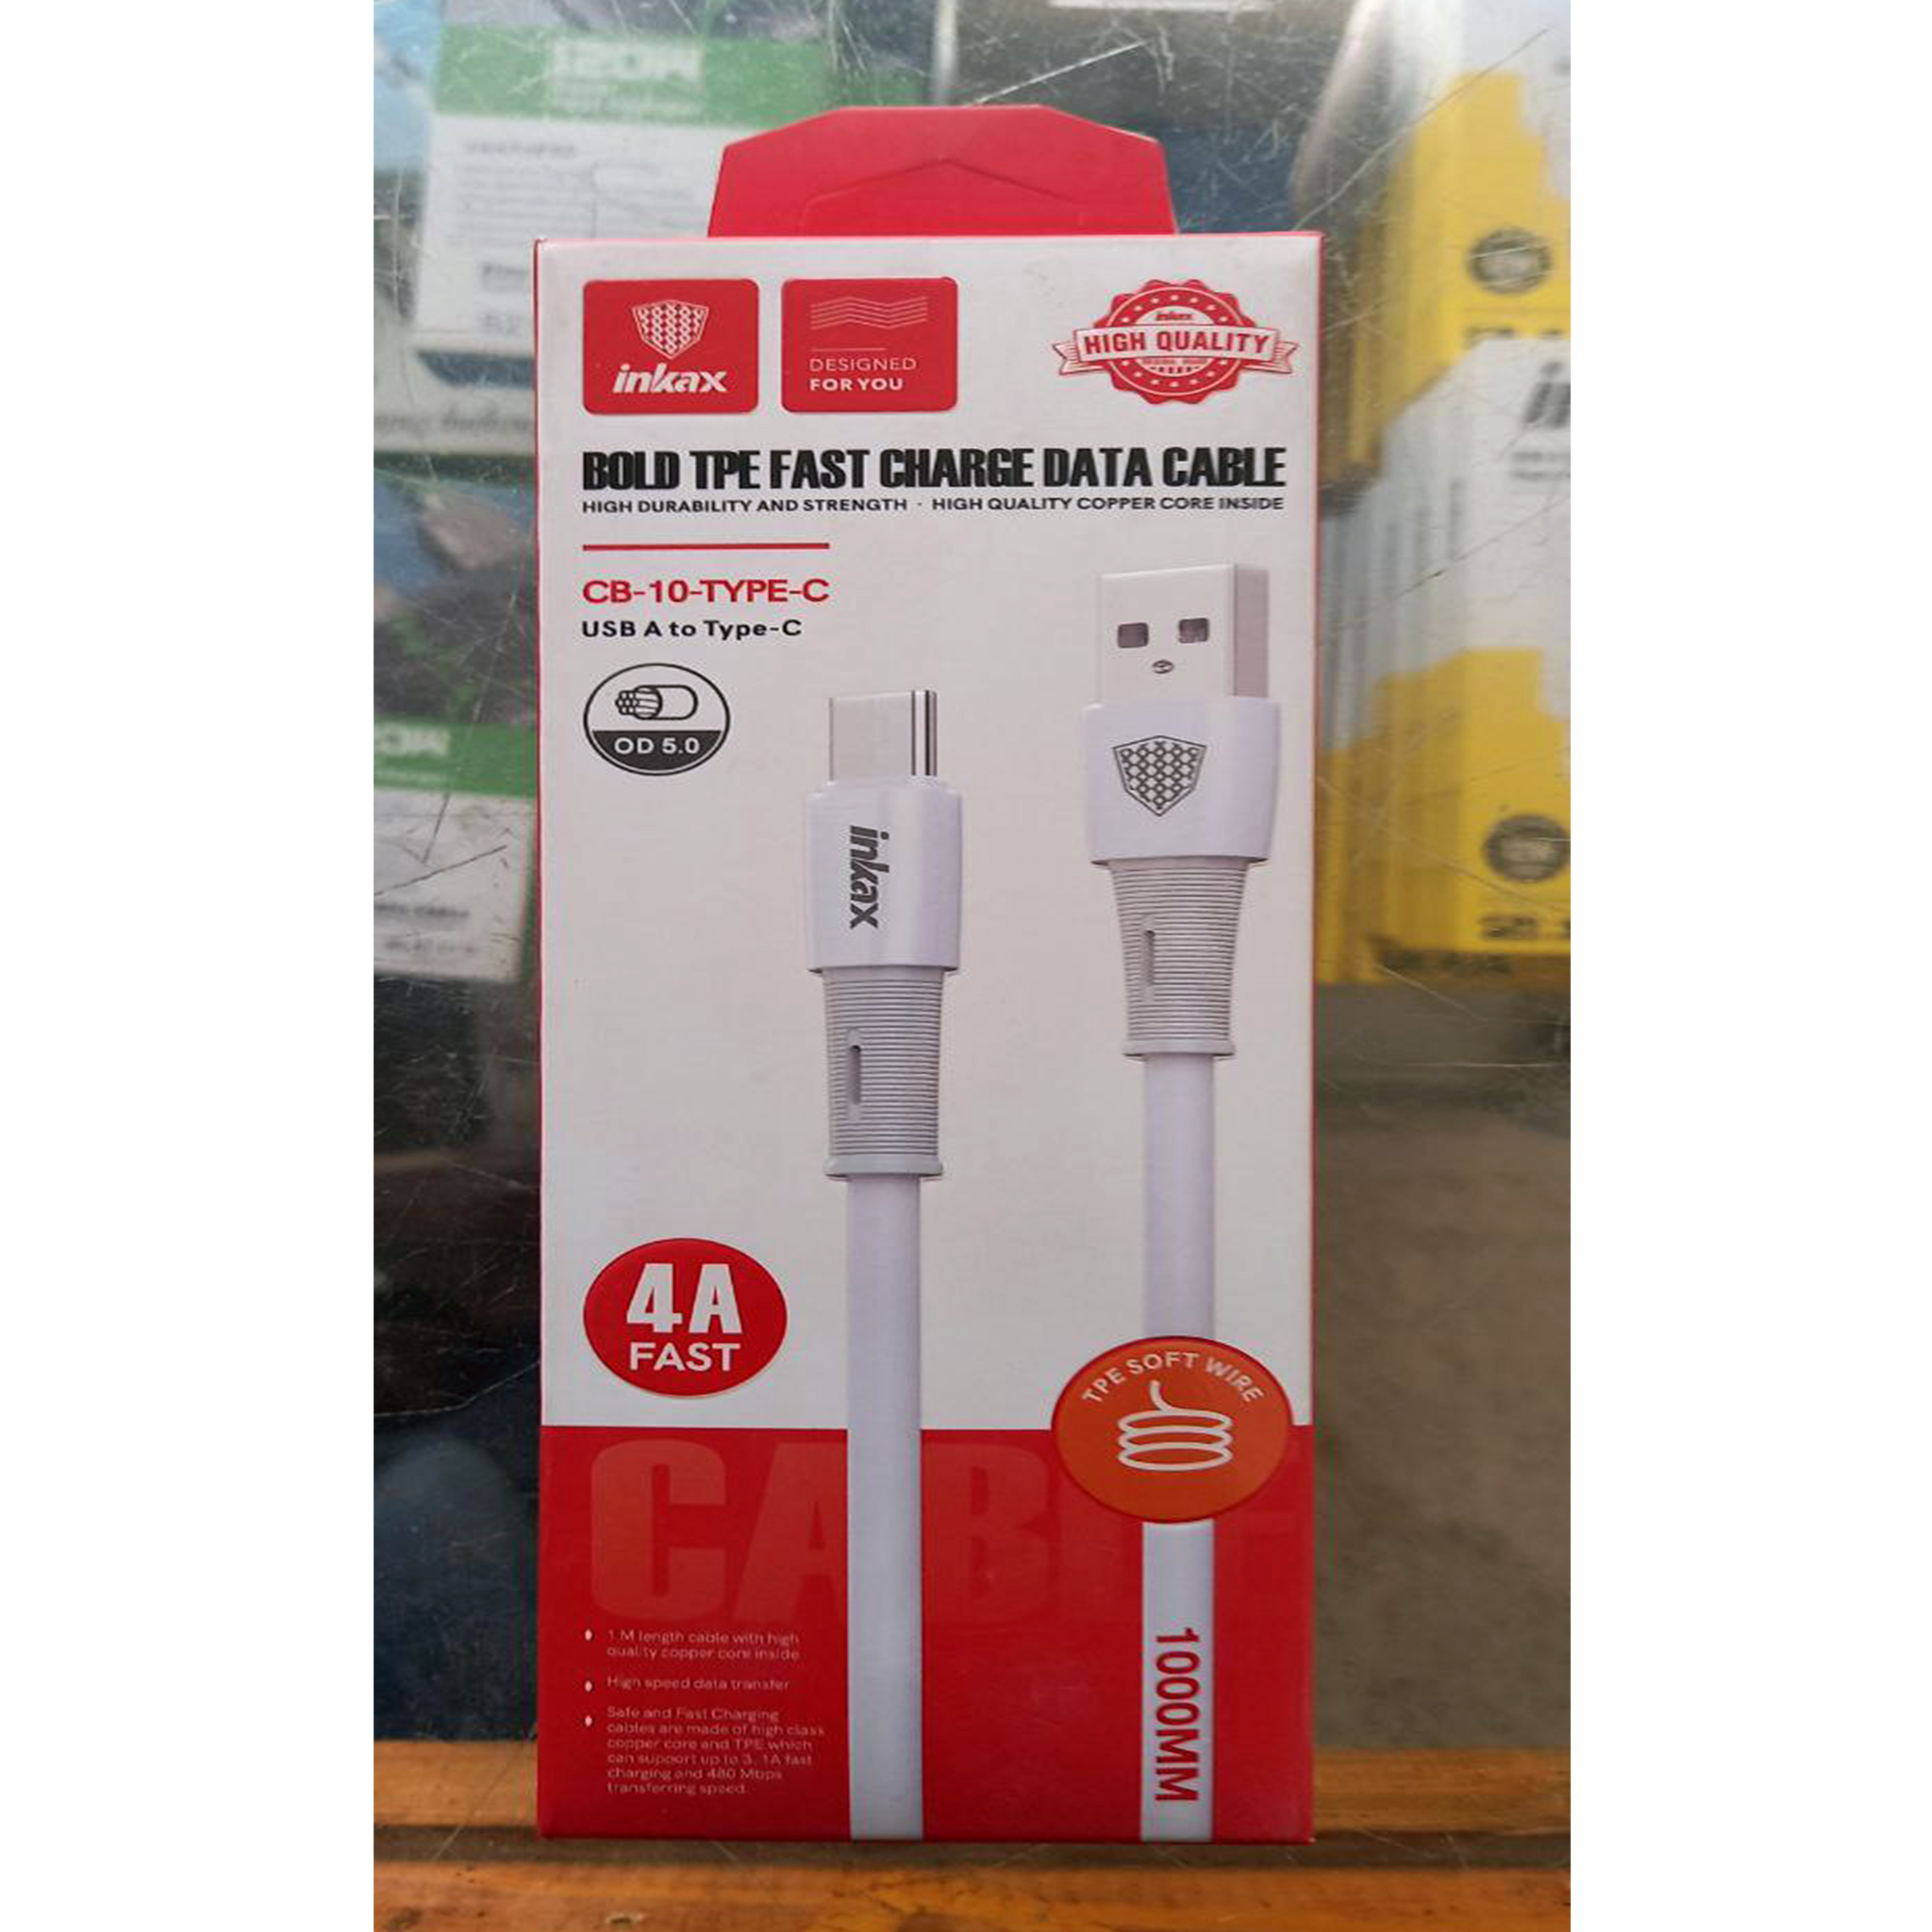 inkax
DESIGNED
FOR YOU
inkax
HIGH QUALITY
BOLD TPE FAST CHARGE DATA CABLE
HIGH DURABILITY AND STRENGTH · HIGH QUALITY COPPER CORE INSIDE
CB-10-TYPE-C
USB A to Type-C
OD 5.0
inkax
4A
FAST
TPE SOFT WIRE
CABLE
1 M length cable with high
quality copper core inside
High speed data transfer
Safe and Fast Charging
cables are made of high class
copper core and TPE which
can support up to 3.1A fast
charging and 480 Mbps
transferring speed.
1000MM